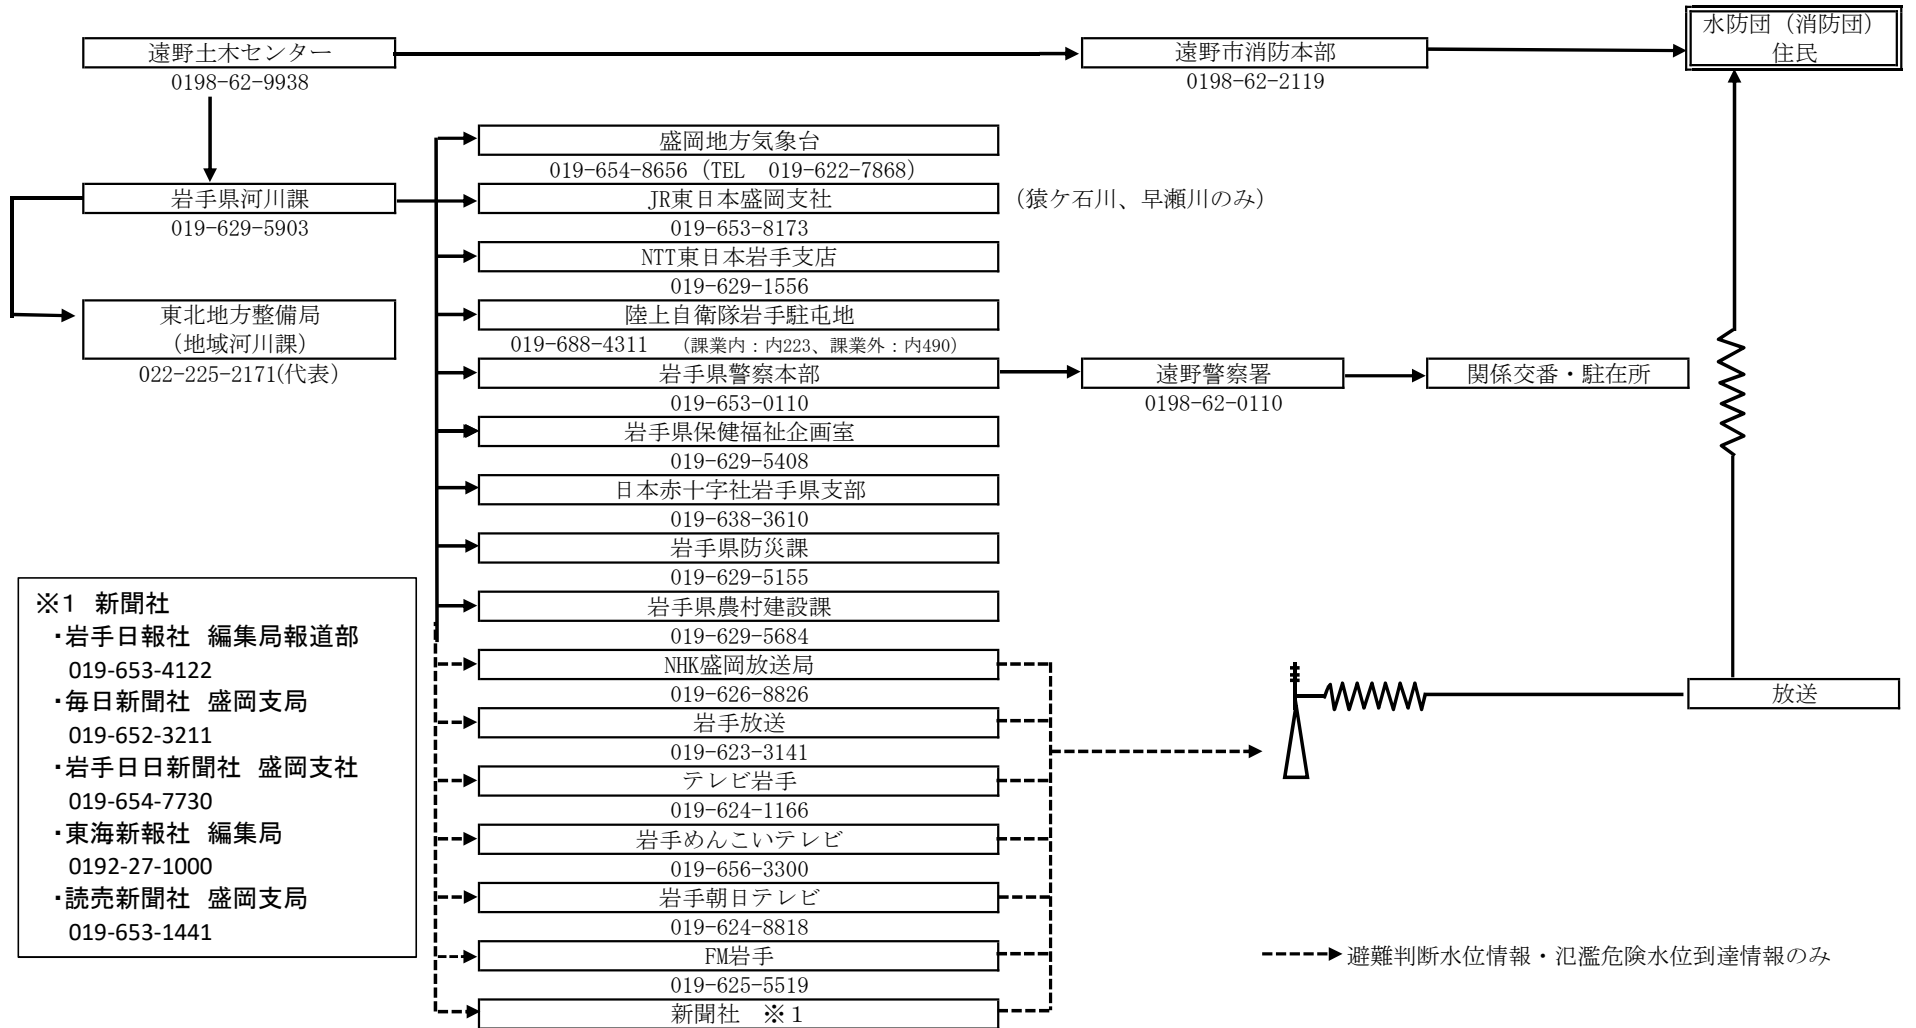 遠野土木センター
0198-62-9938
遠野市消防本部
0198-62-2119
水防団（消防団）
住民
盛岡地方気象台
019-654-8656（TEL　019-622-7868）
岩手県河川課
019-629-5903
JR東日本盛岡支社
（猿ケ石川、早瀬川のみ）
019-653-8173
NTT東日本岩手支店
019-629-1556
東北地方整備局
（地域河川課）
022-225-2171(代表）
陸上自衛隊岩手駐屯地
019-688-4311　（課業内：内223、課業外：内490）
岩手県警察本部
019-653-0110
遠野警察署
0198-62-0110
関係交番・駐在所
岩手県保健福祉企画室
019-629-5408
日本赤十字社岩手県支部
019-638-3610
岩手県防災課
019-629-5155
岩手県農村建設課
019-629-5684
NHK盛岡放送局
019-626-8826
岩手放送
019-623-3141
テレビ岩手
019-624-1166
岩手めんこいテレビ
019-656-3300
岩手朝日テレビ
019-624-8818
FM岩手
019-625-5519
新聞社　※１
放送
避難判断水位情報・氾濫危険水位到達情報のみ
※1　新聞社
・岩手日報社　編集局報道部
019-653-4122
・毎日新聞社　盛岡支局
019-652-3211
・岩手日日新聞社　盛岡支社
019-654-7730
・東海新報社　編集局
0192-27-1000
・読売新聞社　盛岡支局
019-653-1441